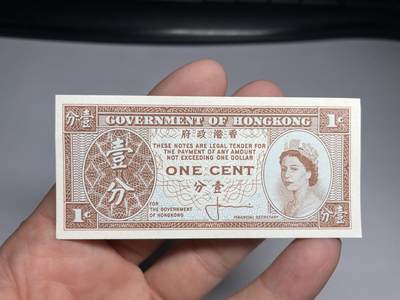 分壹 GOVERNMENT OF HONGKONG 1¢
府政港香
THESE NOTES ARE LEGAL TENDER FOR
THE PAYMENT OF ANY AMOUNT
NOT EXCEEDING ONE DOLLAR
壹分
ONE CENT
分壹
FOR
THE GOVERNMENT
OF HONGKONG
FINANCIAL SECRETARY
1¢
分壹